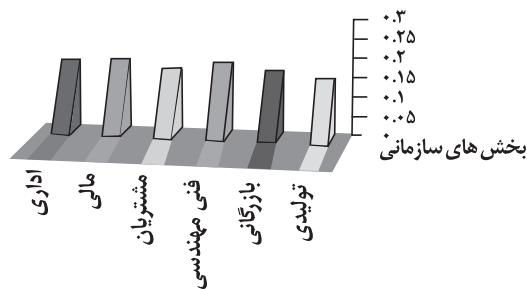 ۰.۳
۰.۲۵
۰.۲
۰.۱۵
۰.۱
۰.۰۵
۰
بخش های سازمانی
تولیدی
بازرگانی
فنی مهندسی
مشتریان
مالی
اداری